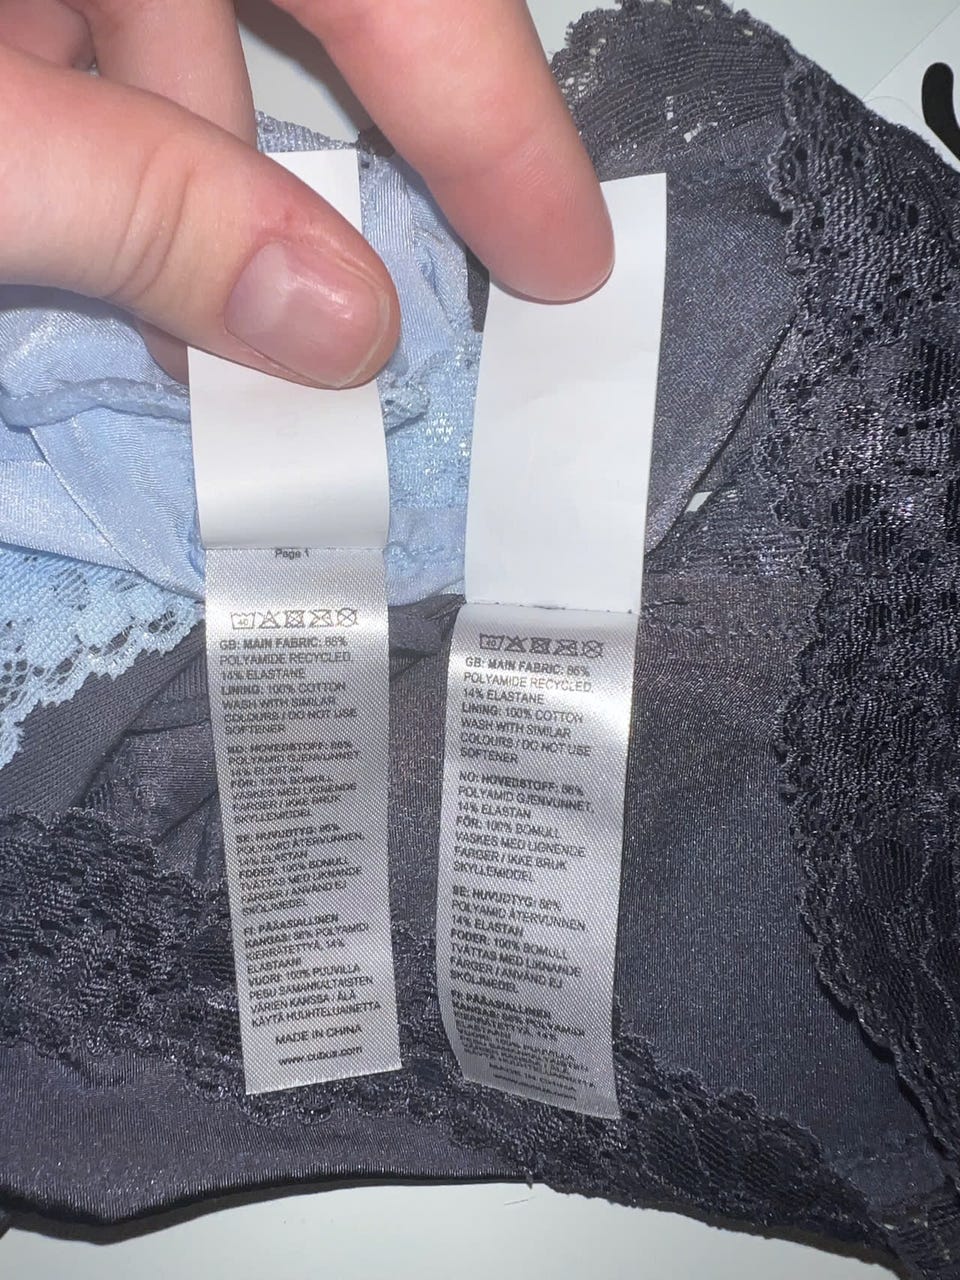 Page 1
40
GB: MAIN FABRIC: 86%
POLYAMIDE RECYCLED,
14% ELASTANE
LINING: 100% COTTON
WASH WITH SIMILAR
COLOURS / DO NOT USE
SOFTENER
NO: HOVEDSTOFF: 86%
POLYAMID GJENVUNNET,
14% ELASTAN
FÔR: 100% BOMULL
VASKES MED LIGNENDE
FARGER / IKKE BRUK
SKYLLEMIDDEL
SE: HUVUDTYG: 86%
POLYAMID ÅTERVUNNEN,
14% ELASTAN
FODER: 100% BOMULL
TVÄTTAS MED LIKNANDE
FÄRGER / ANVÄND EJ
SKÖLJMEDEL
FI: PÄÄASIALLINEN
KANGAS: 86% POLYAMIDI
KIERRÄTETTYÄ, 14%
ELASTAANI
VUORI: 100% PUUVILLA
PESU SAMANKALTAISTEN
VÄRIEN KANSSA / ÄLÄ
KÄYTÄ HUUHTELUAINETTA
MADE IN CHINA
www.cubus.com
40
GB: MAIN FABRIC: 86%
POLYAMIDE RECYCLED,
14% ELASTANE
LINING: 100% COTTON
WASH WITH SIMILAR
COLOURS / DO NOT USE
SOFTENER
NO: HOVEDSTOFF: 86%
POLYAMID GJENVUNNET,
14% ELASTAN
FÔR: 100% BOMULL
VASKES MED LIGNENDE
FARGER / IKKE BRUK
SKYLLEMIDDEL
SE: HUVUDTYG: 86%
POLYAMID ÅTERVUNNEN
14% ELASTAN
FODER: 100% BOMULL
TVÄTTAS MED LIKNANDE
FÄRGER / ANVÄND EJ
SKÖLJMEDEL
FI: PÄÄASIALLINEN
KANGAS: 86% POLYAMIDI